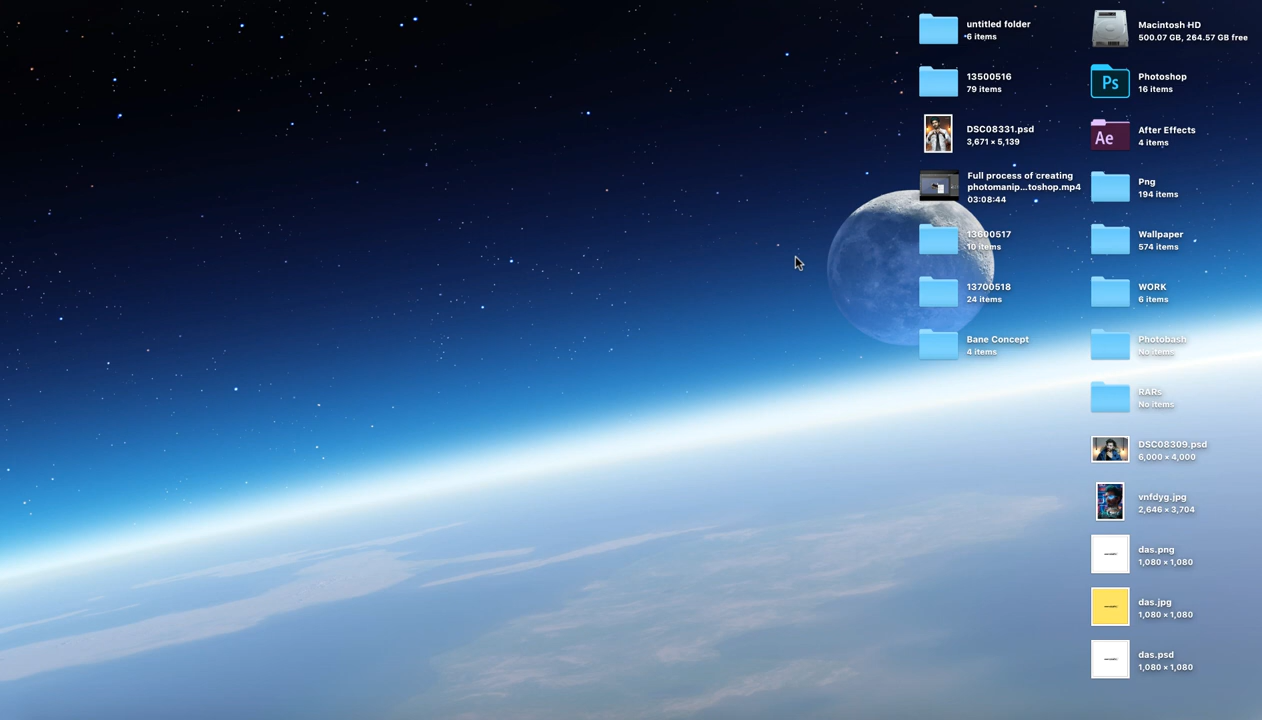 untitled folder
6 items
13500516
79 items
DSC08331.psd
3,671 × 5,139
Full process of creating
photomanip...toshop.mp4
03:08:44
13600517
10 items
13700518
24 items
Bane Concept
4 items
Macintosh HD
500.07 GB, 264.57 GB free
Ps
Photoshop
16 items
Ae
After Effects
4 items
Png
194 items
Wallpaper
574 items
WORK
6 items
Photobash
No items
RARs
No items
DSC08309.psd
6,000 × 4,000
vnfdyg.jpg
2,646 × 3,704
das.png
1,080 × 1,080
das.jpg
1,080 × 1,080
das.psd
1,080 × 1,080